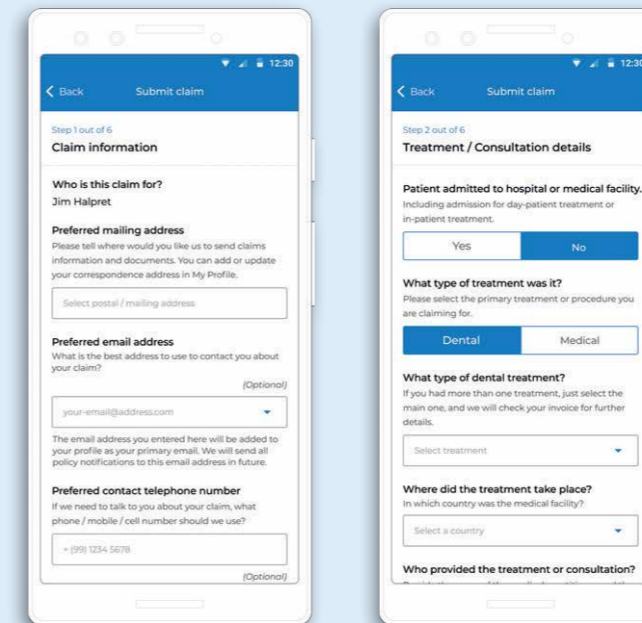 12:30
Back Submit claim
Step 1 out of 6
Claim information
Who is this claim for?
Jim Halpret
Preferred mailing address
Please tell where would you like us to send claims
information and documents. You can add or update
your correspondence address in My Profile.
Select postal / mailing address
Preferred email address
What is the best address to use to contact you about
your claim?
(Optional)
your-email@address.com
The email address you entered here will be added to
your profile as your primary email. We will send all
policy notifications to this email address in future.
Preferred contact telephone number
If we need to talk to you about your claim, what
phone / mobile / cell number should we use?
+ (99) 1234 5678
(Optional)
12:30
Back Submit claim
Step 2 out of 6
Treatment / Consultation details
Patient admitted to hospital or medical facility.
Including admission for day-patient treatment or
in-patient treatment.
Yes No
What type of treatment was it?
Please select the primary treatment or procedure you
are claiming for.
Dental Medical
What type of dental treatment?
If you had more than one treatment, just select the
main one, and we will check your invoice for further
details.
Select treatment
Where did the treatment take place?
In which country was the medical facility?
Select a country
Who provided the treatment or consultation?